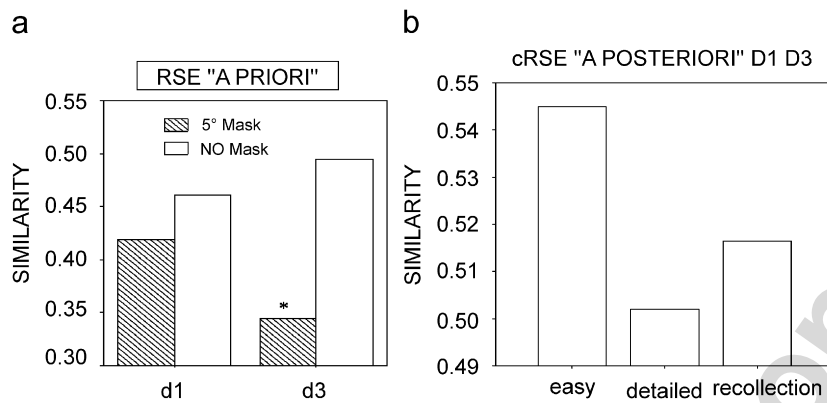 a
RSE "A PRIORI"
0.55
0.50
0.45
0.40
0.35
0.30
SIMILARITY
5° Mask
NO Mask
*
d1 d3
b
cRSE "A POSTERIORI" D1 D3
0.55
0.54
0.53
0.52
0.51
0.50
0.49
SIMILARITY
easy detailed recollection